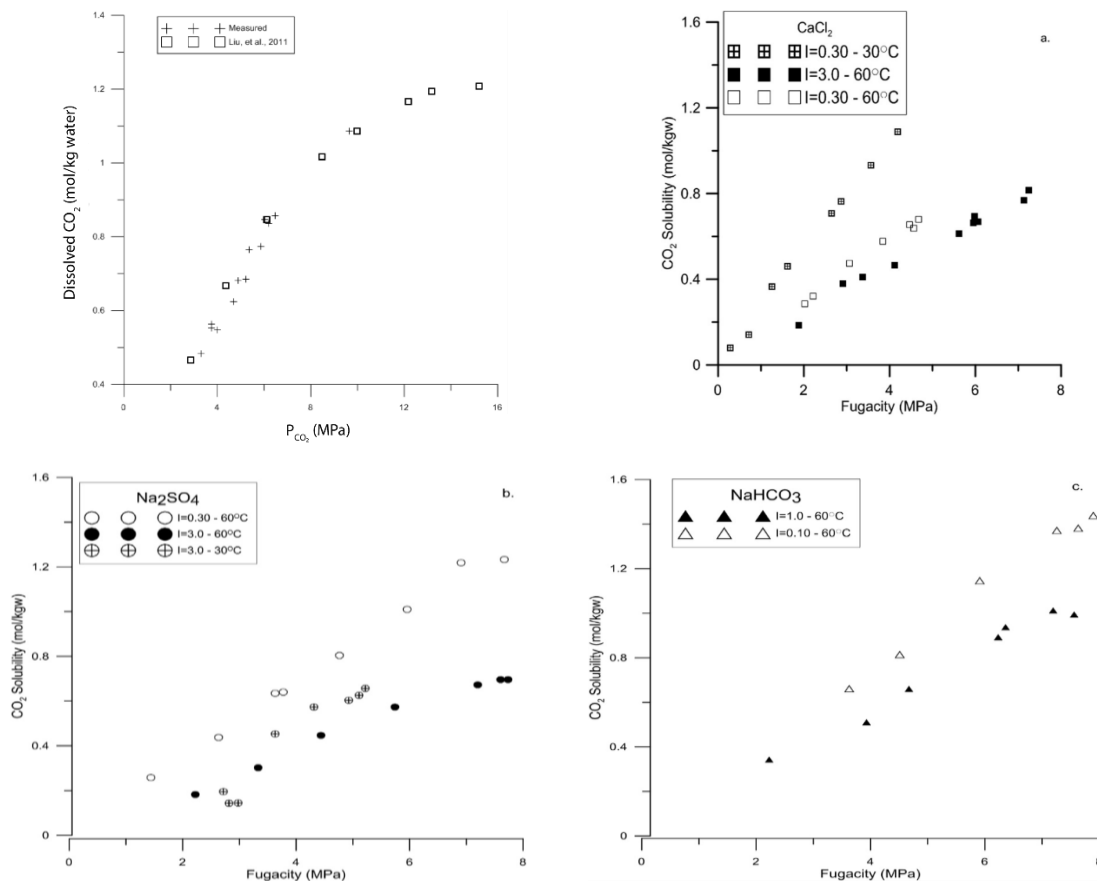 Measured
Liu, et al., 2011
1.4
1.2
1
0.8
0.6
0.4
Dissolved CO₂ (mol/kg water)
0 4 8 12 16
P_CO₂ (MPa)
a.
CaCl₂
I=0.30 - 30°C
I=3.0 - 60°C
I=0.30 - 60°C
1.6
1.2
0.8
0.4
0
CO₂ Solubility (mol/kgw)
0 2 4 6 8
Fugacity (MPa)
b.
Na₂SO₄
I=0.30 - 60°C
I=3.0 - 60°C
I=3.0 - 30°C
1.6
1.2
0.8
0.4
0
CO₂ Solubility (mol/kgw)
0 2 4 6 8
Fugacity (MPa)
c.
NaHCO₃
I=1.0 - 60°C
I=0.10 - 60°C
1.6
1.2
0.8
0.4
0
CO₂ Solubility (mol/kgw)
0 2 4 6 8
Fugacity (MPa)